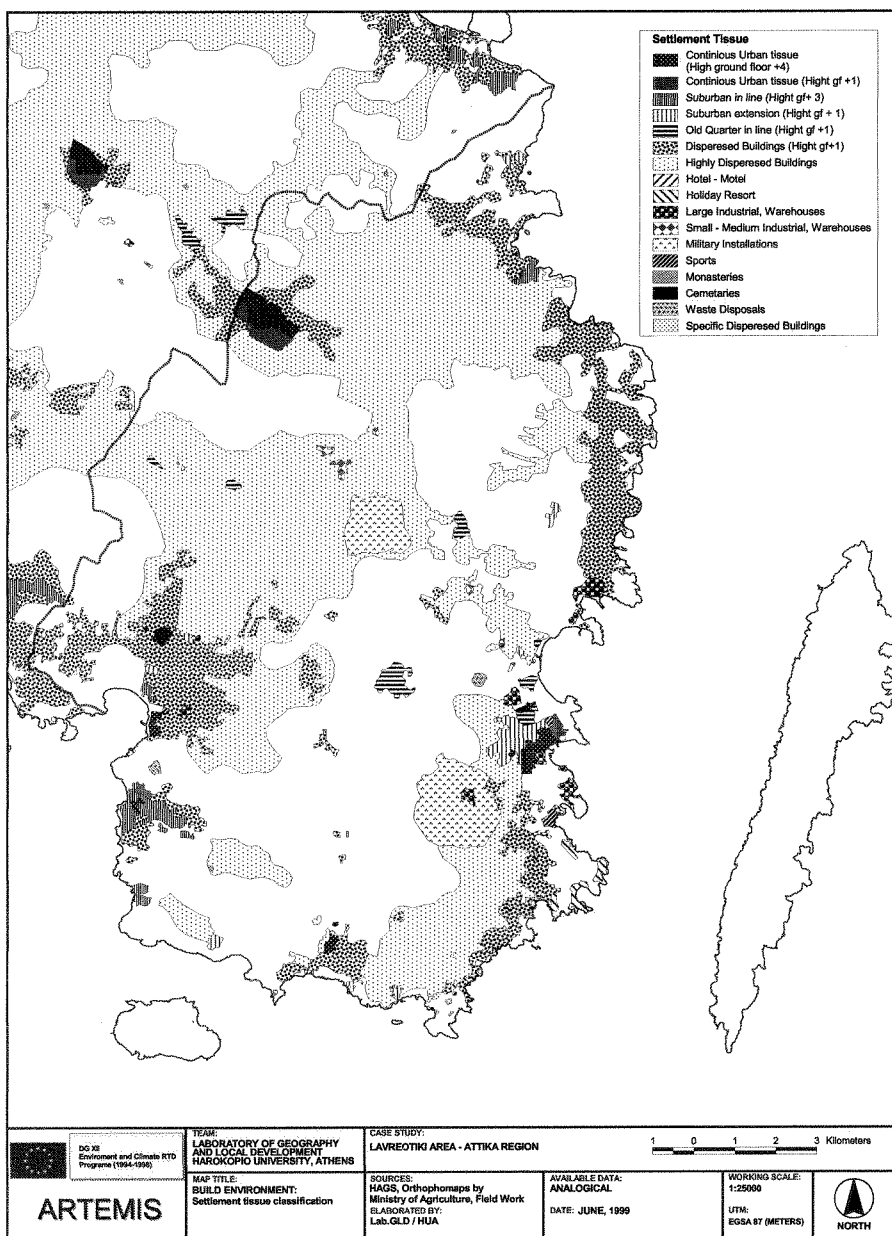 Settlement Tissue
Continious Urban tissue
(High ground floor +4)
Continious Urban tissue (Hight gf +1)
Suburban in line (Hight gf+ 3)
Suburban extension (Hight gf + 1)
Old Quarter in line (Hight gf +1)
Disperesed Buildings (Hight gf+1)
Highly Disperesed Buildings
Hotel - Motel
Holiday Resort
Large Industrial, Warehouses
Small - Medium Industrial, Warehouses
Military Installations
Sports
Monasteries
Cemetaries
Waste Disposals
Specific Disperesed Buildings
DG XII
Enviroment and Climate RTD
Programe (1994-1998)
ARTEMIS
TEAM:
LABORATORY OF GEOGRAPHY
AND LOCAL DEVELOPMENT
HAROKOPIO UNIVERSITY, ATHENS
CASE STUDY:
LAVREOTIKI AREA - ATTIKA REGION
1 0 1 2 3 Kilometers
MAP TITLE:
BUILD ENVIRONMENT:
Settlement tissue classification
SOURCES:
HAGS, Orthophomaps by
Ministry of Agriculture, Field Work
ELABORATED BY:
Lab.GLD / HUA
AVAILABLE DATA:
ANALOGICAL
DATE: JUNE, 1999
WORKING SCALE:
1:25000
UTM:
EGSA 87 (METERS)
NORTH